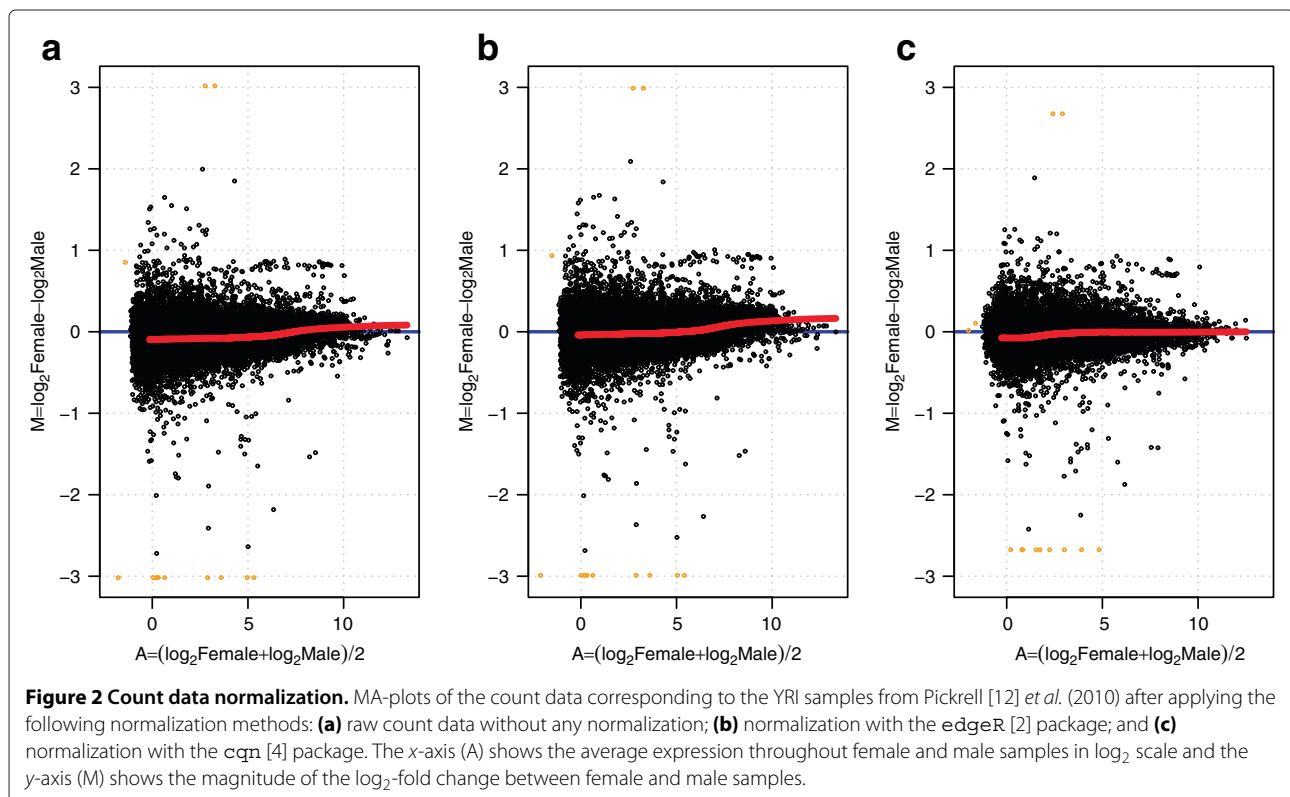 a
3
2
1
0
−1
−2
−3
M=log₂Female−log₂Male
0 5 10
A=(log₂Female+log₂Male)/2
b
3
2
1
0
−1
−2
−3
M=log₂Female−log₂Male
0 5 10
A=(log₂Female+log₂Male)/2
c
3
2
1
0
−1
−2
−3
M=log₂Female−log₂Male
0 5 10
A=(log₂Female+log₂Male)/2
Figure 2 Count data normalization. MA-plots of the count data corresponding to the YRI samples from Pickrell [12] et al. (2010) after applying the
following normalization methods: (a) raw count data without any normalization; (b) normalization with the edgeR [2] package; and (c)
normalization with the cqn [4] package. The x-axis (A) shows the average expression throughout female and male samples in log₂ scale and the
y-axis (M) shows the magnitude of the log₂-fold change between female and male samples.